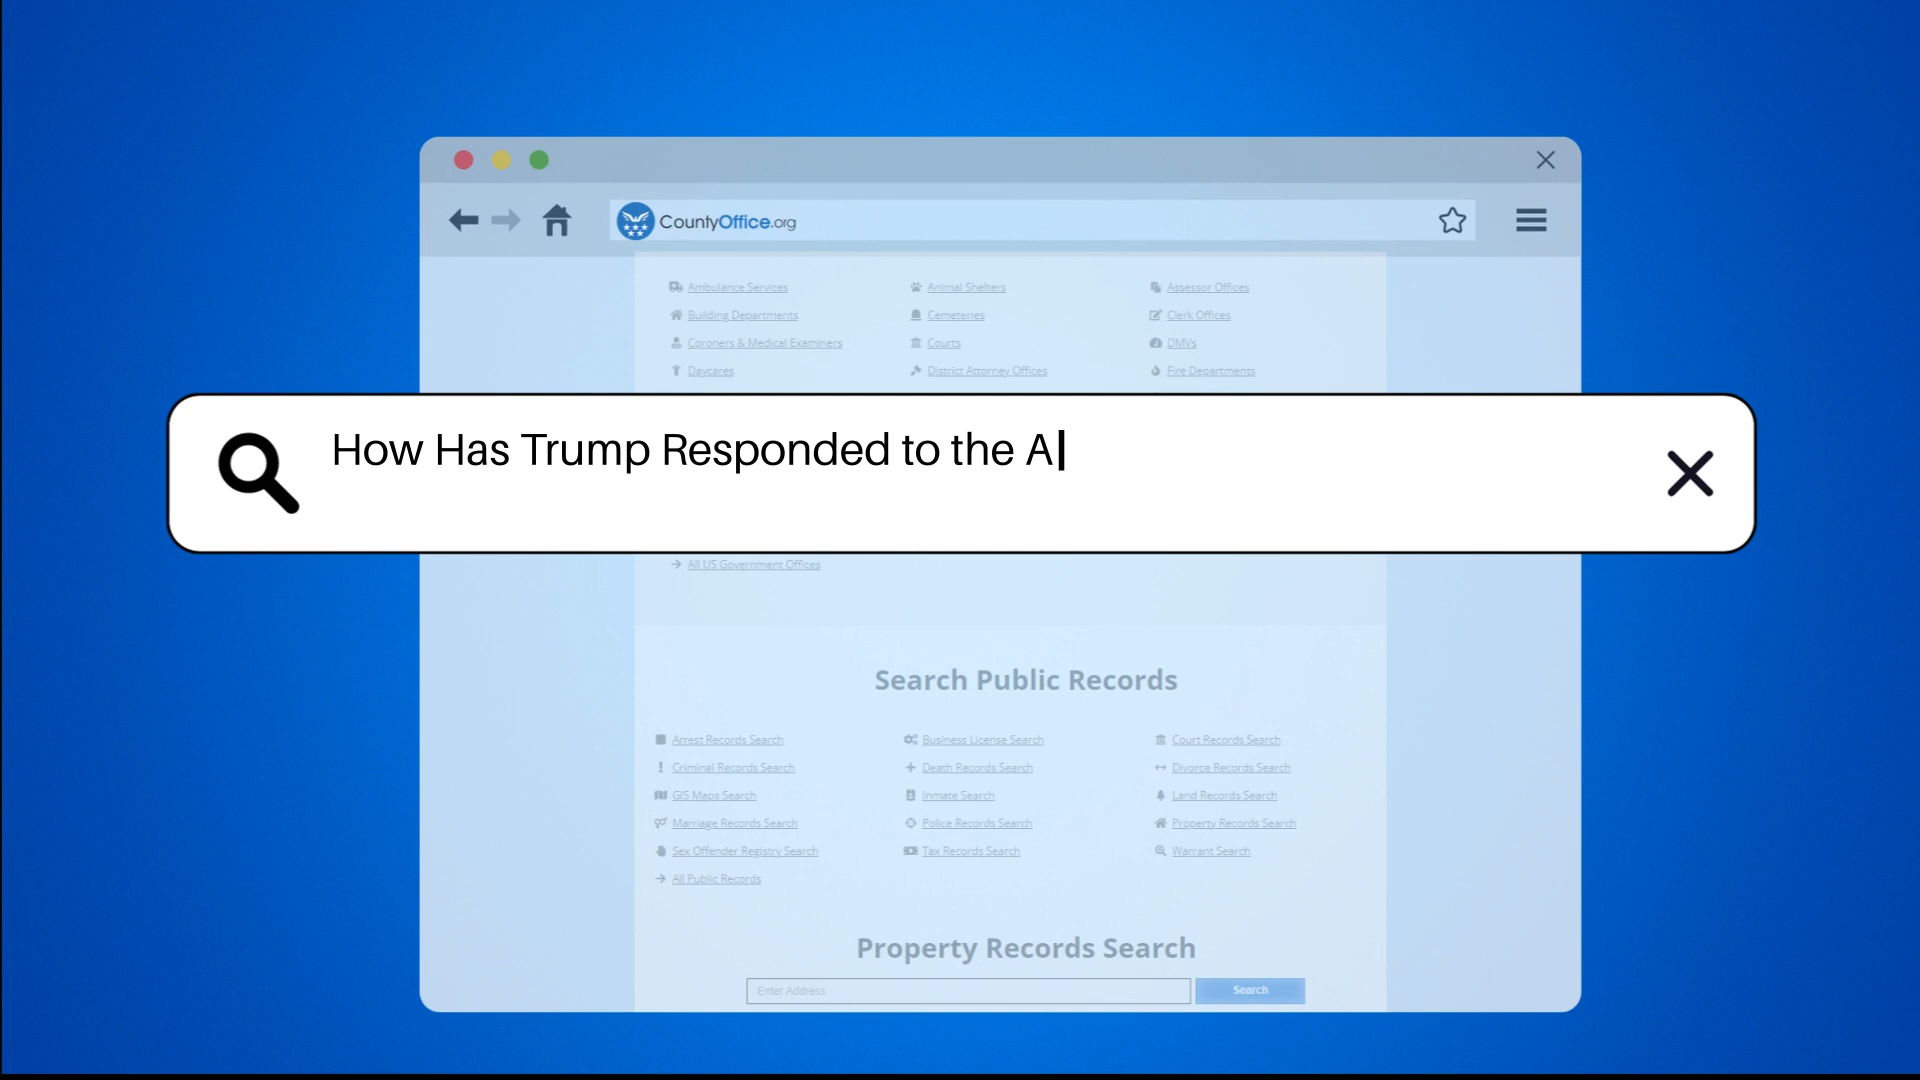 CountyOffice.org
Ambulance Services Animal Shelters Assessor Offices
Building Departments Cemeteries Clerk Offices
Coroners & Medical Examiners Courts DMVs
Daycares District Attorney Offices Fire Departments
How Has Trump Responded to the A
All US Government Offices
Search Public Records
Arrest Records Search Business License Search Court Records Search
Criminal Records Search Death Records Search Divorce Records Search
GIS Maps Search Inmate Search Land Records Search
Marriage Records Search Police Records Search Property Records Search
Sex Offender Registry Search Tax Records Search Warrant Search
All Public Records
Property Records Search
Enter Address Search